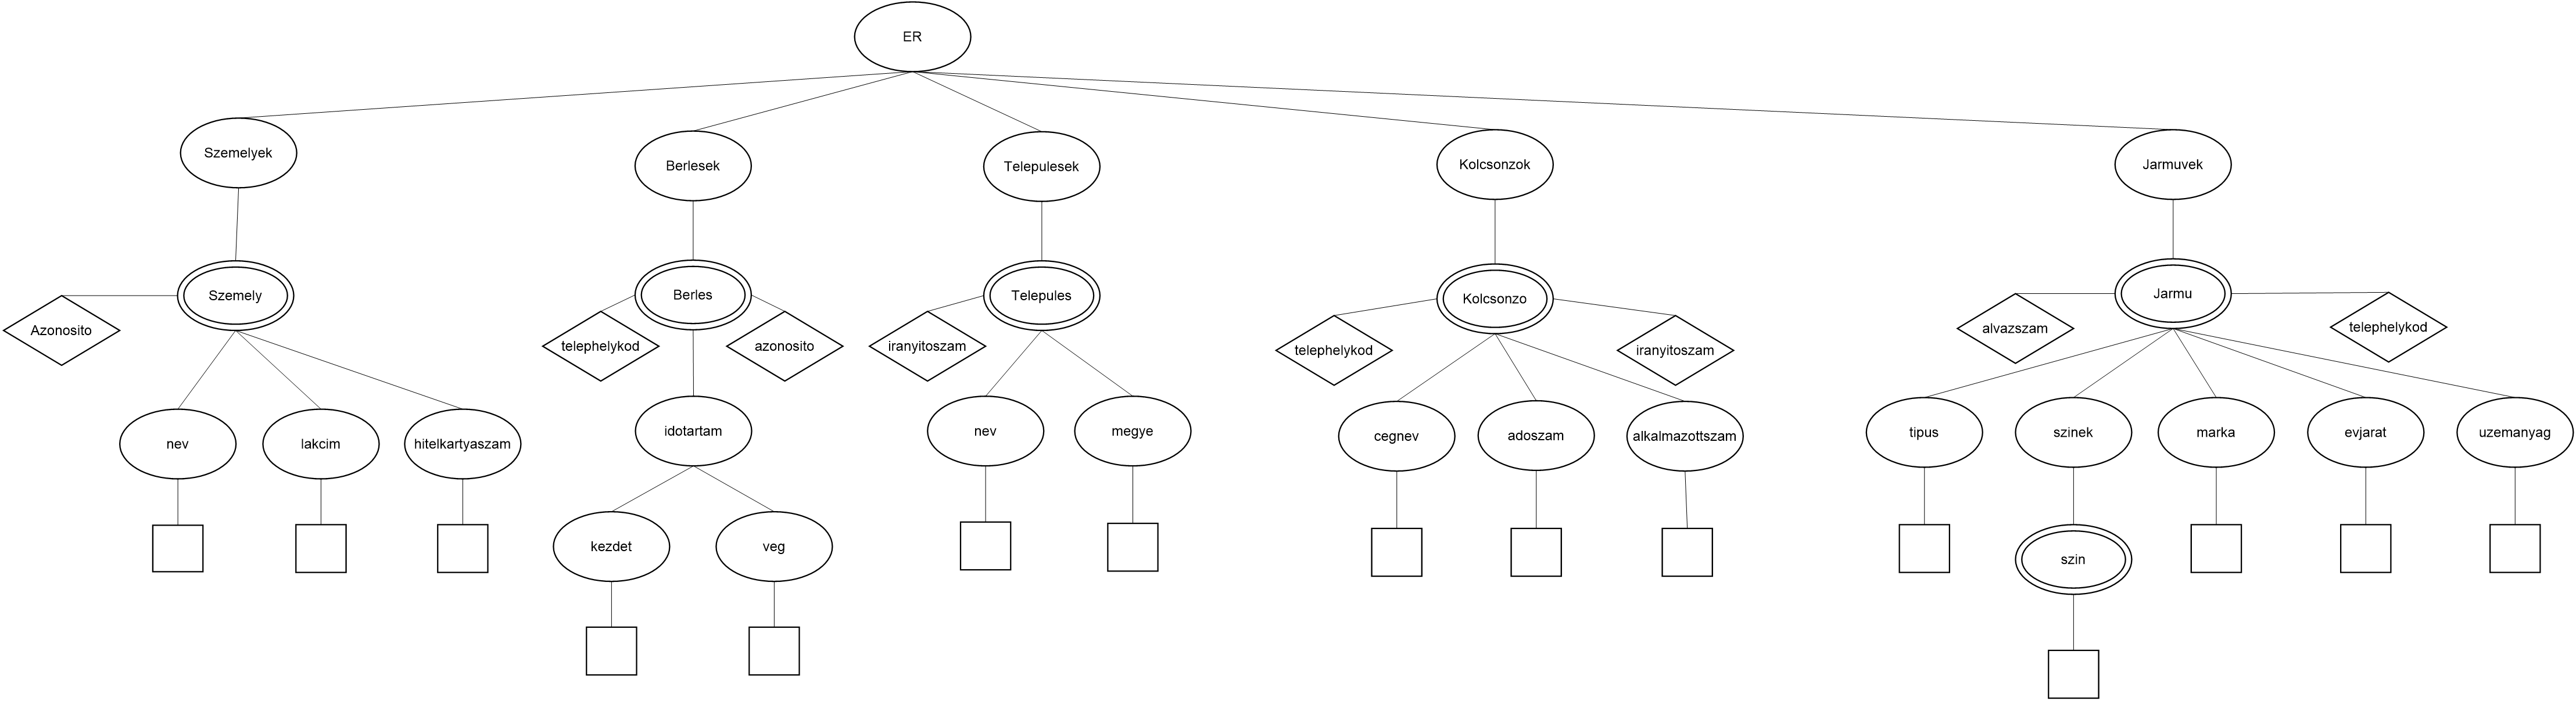 ER
Szemelyek
Berlesek
Telepulesek
Kolcsonzok
Jarmuvek
Szemely
Berles
Telepules
Kolcsonzo
Jarmu
Azonosito
telephelykod
azonosito
iranyitoszam
telephelykod
iranyitoszam
alvazszam
telephelykod
nev
lakcim
hitelkartyaszam
idotartam
nev
megye
cegnev
adoszam
alkalmazottszam
tipus
szinek
marka
evjarat
uzemanyag
kezdet
veg
szin